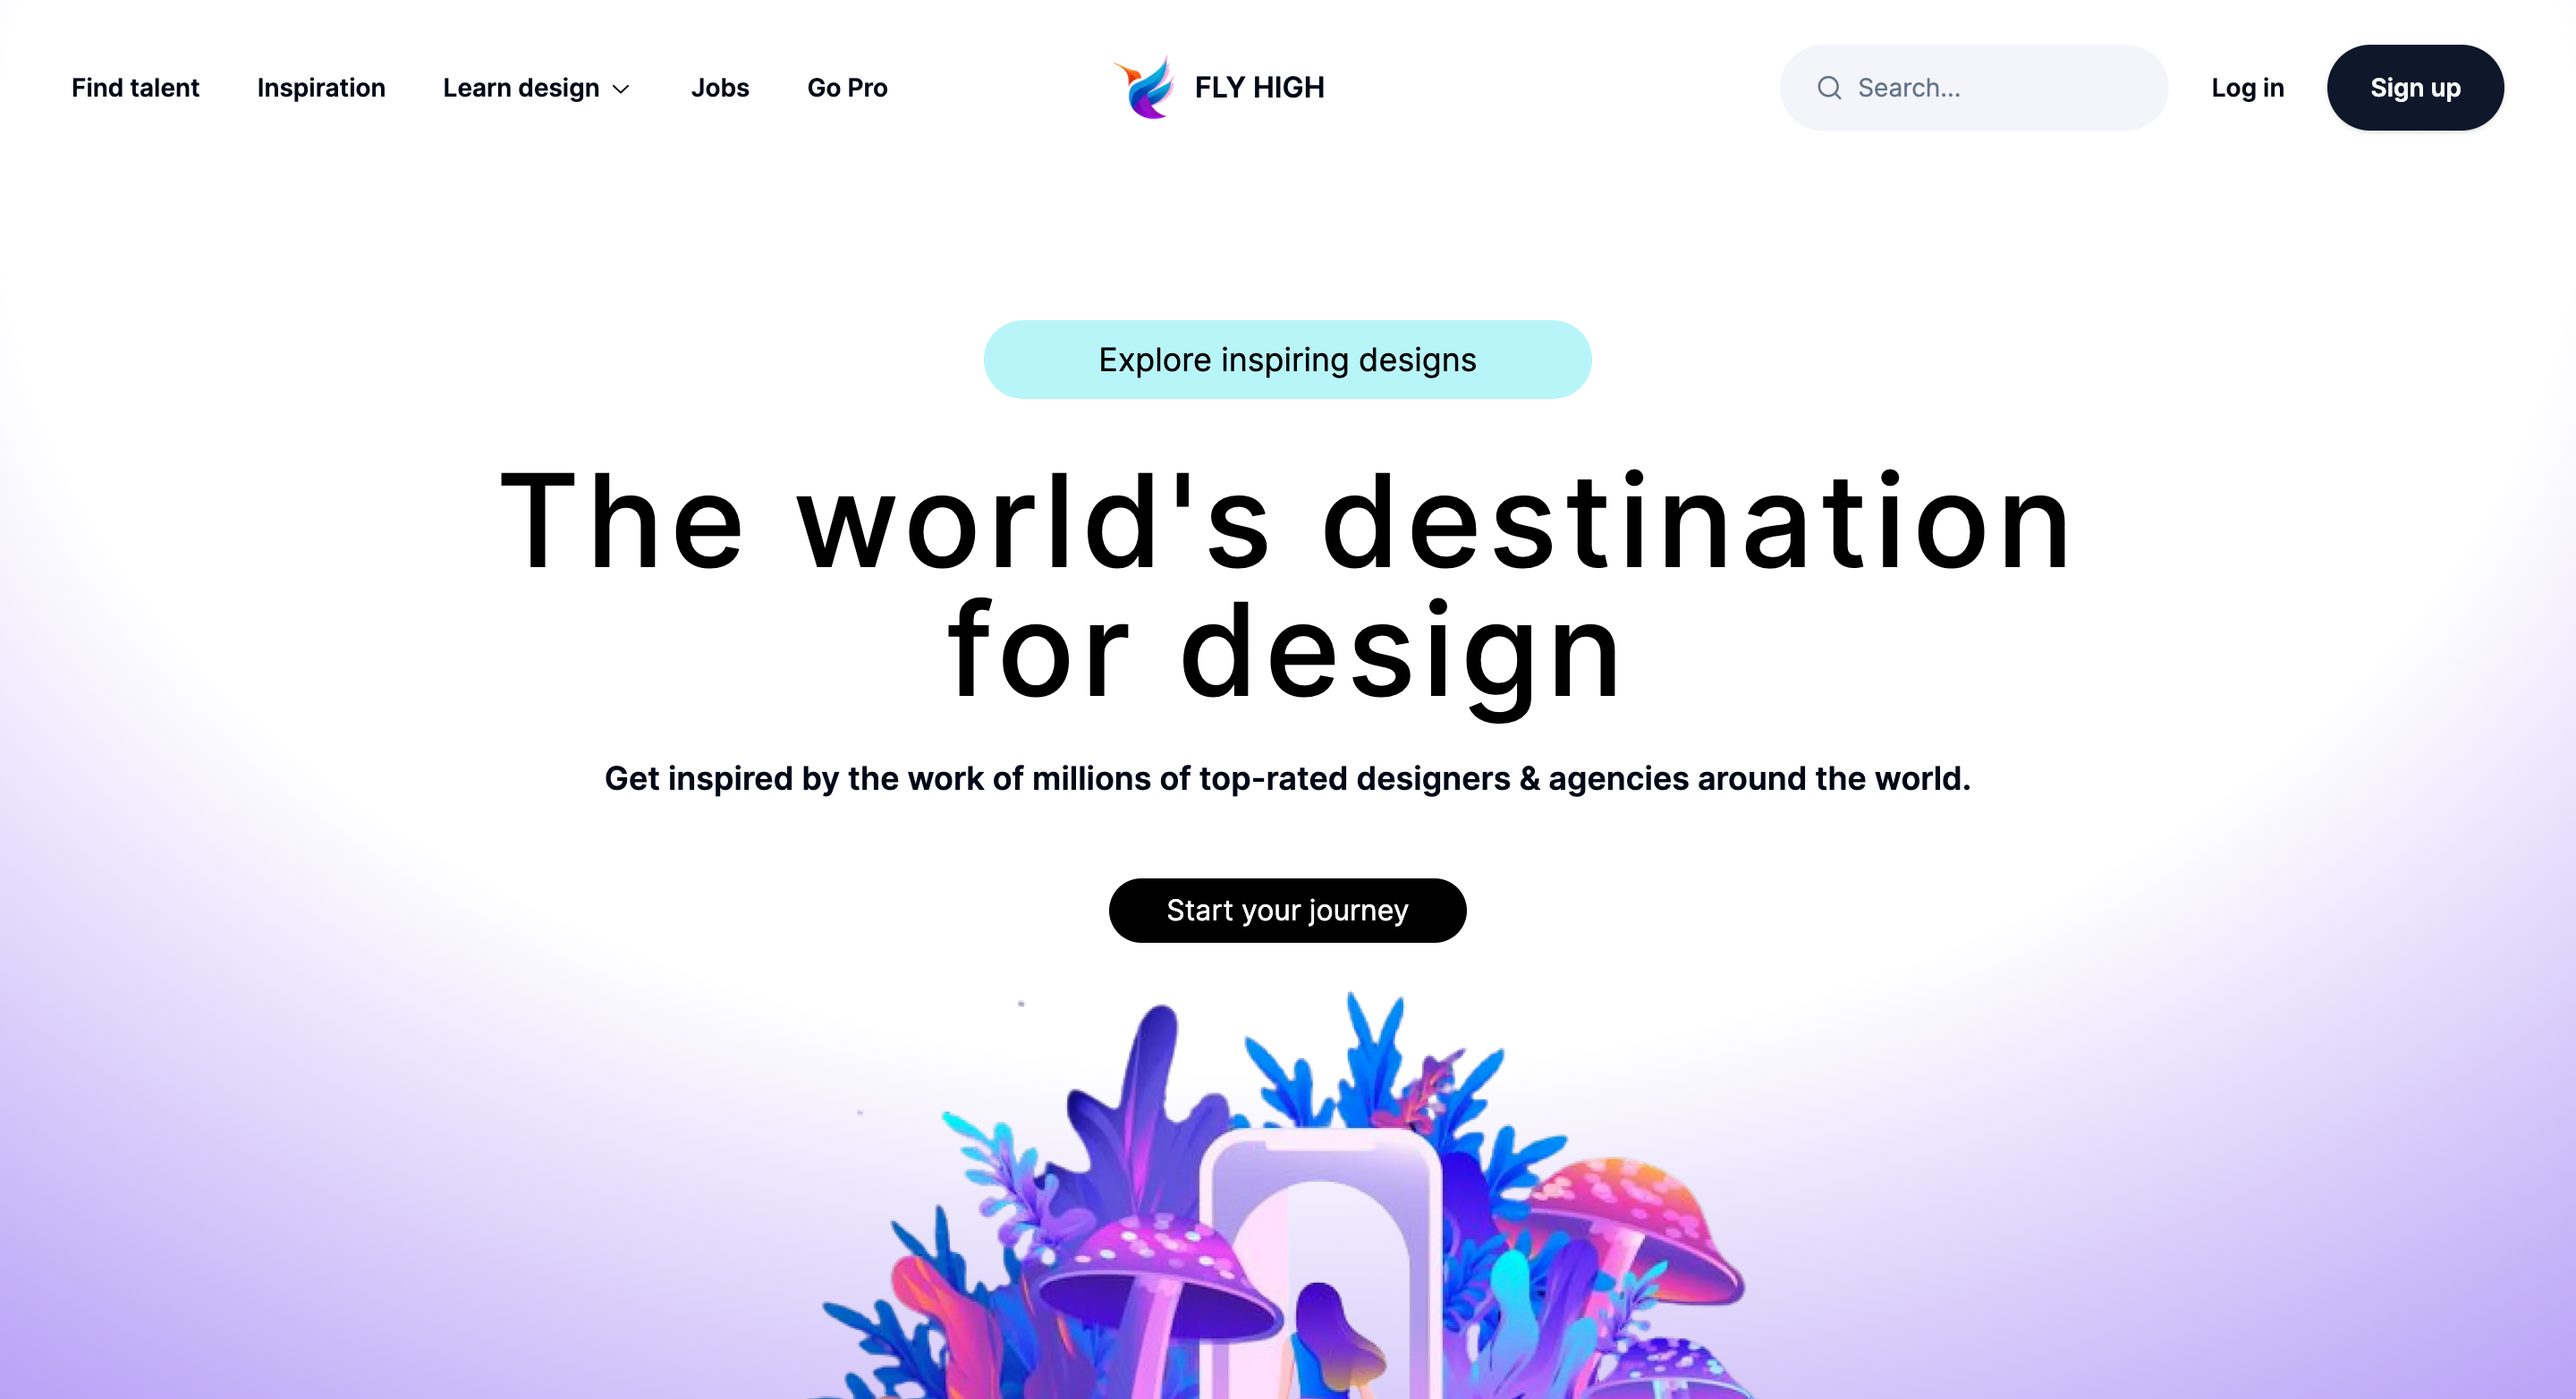 Find talent
Inspiration
Learn design
Jobs
Go Pro
FLY HIGH
Search...
Log in
Sign up
Explore inspiring designs
The world's destination
for design
Get inspired by the work of millions of top-rated designers & agencies around the world.
Start your journey